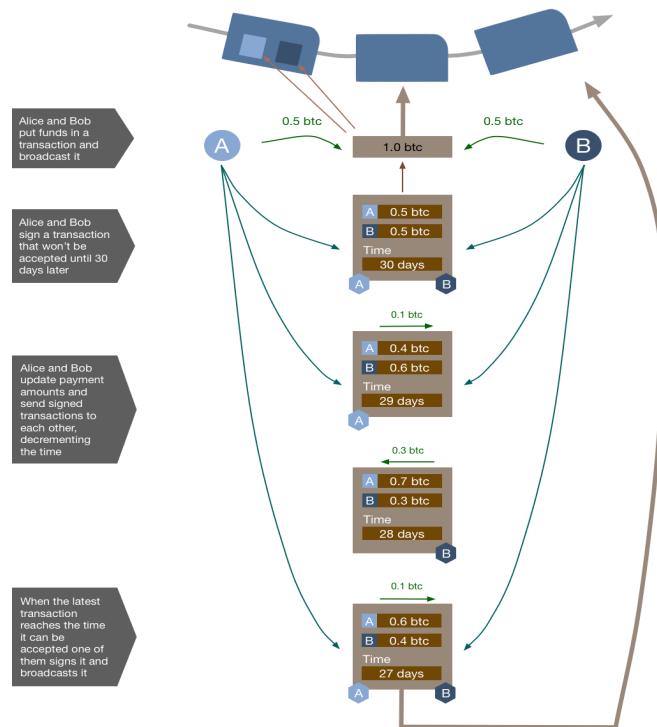 Alice and Bob
put funds in a
transaction and
broadcast it
A
0.5 btc
1.0 btc
0.5 btc
B
Alice and Bob
sign a transaction
that won't be
accepted until 30
days later
A 0.5 btc
B 0.5 btc
Time
30 days
A B
0.1 btc
Alice and Bob
update payment
amounts and
send signed
transactions to
each other,
decrementing
the time
A 0.4 btc
B 0.6 btc
Time
29 days
A
0.3 btc
A 0.7 btc
B 0.3 btc
Time
28 days
B
0.1 btc
When the latest
transaction
reaches the time
it can be
accepted one of
them signs it and
broadcasts it
A 0.6 btc
B 0.4 btc
Time
27 days
A B